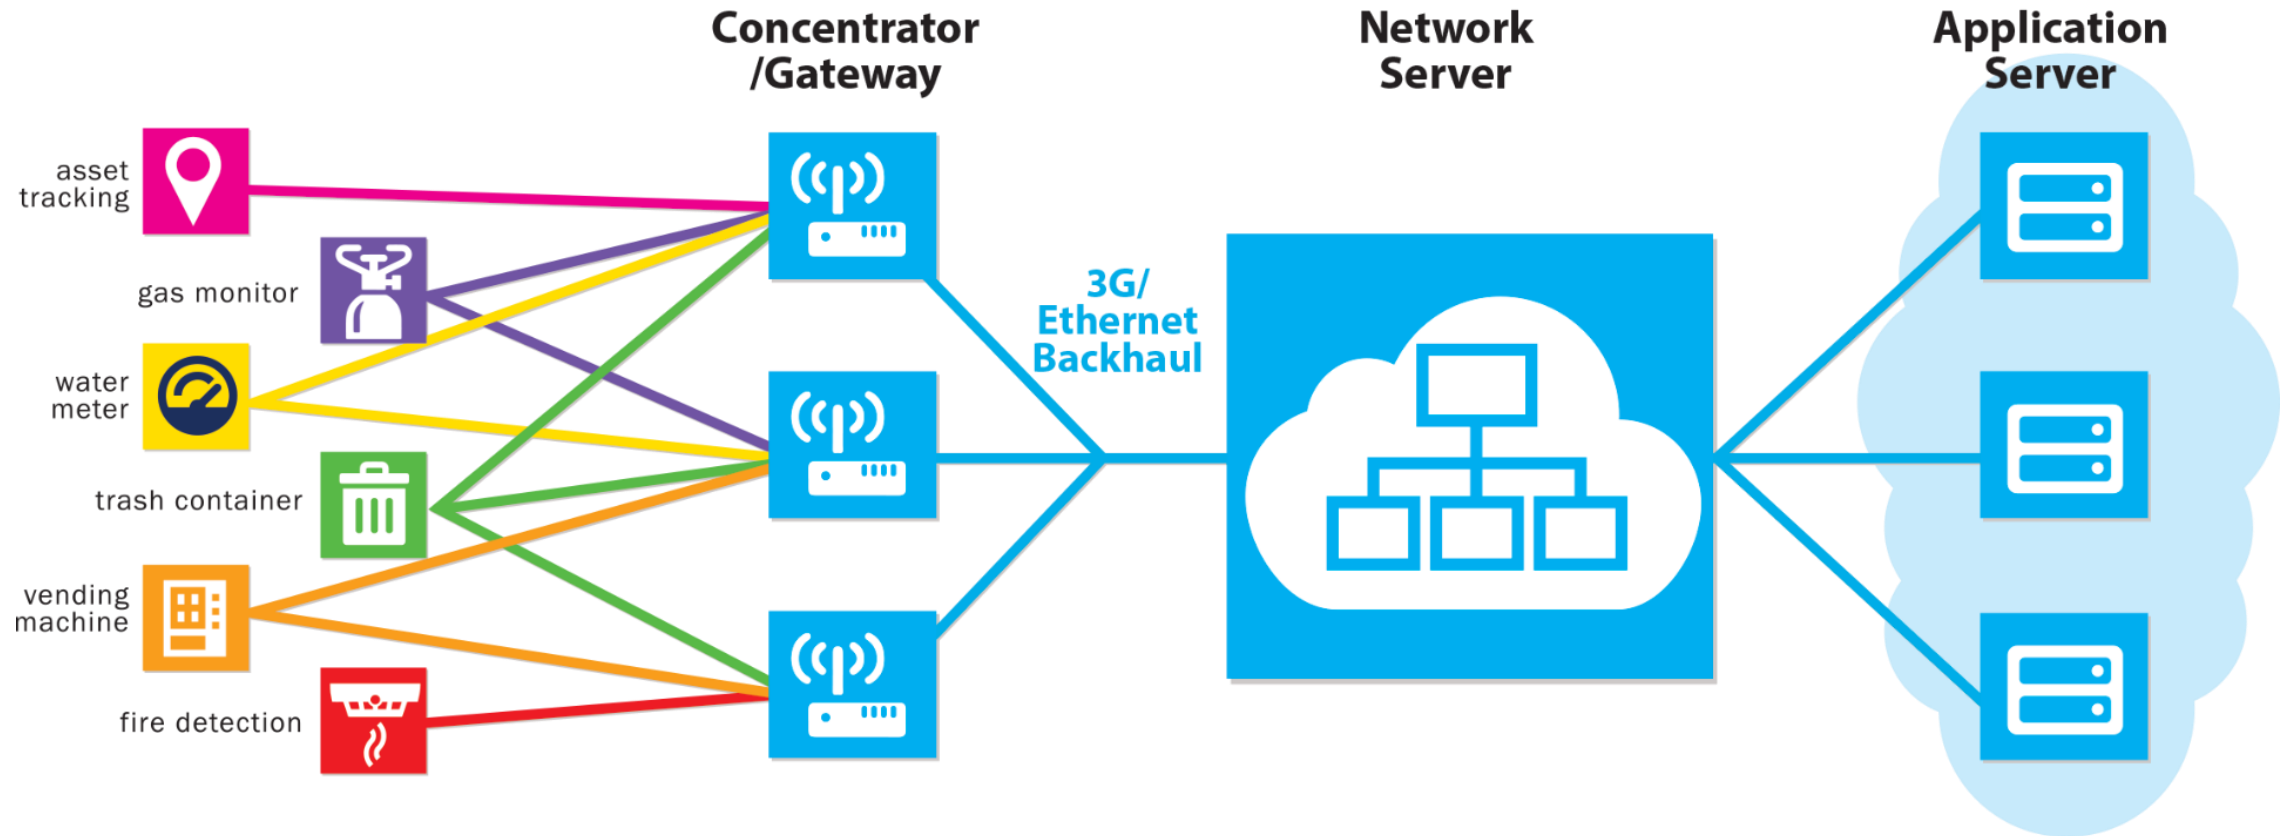 Concentrator
/Gateway
Network
Server
Application
Server
asset
tracking
gas monitor
water
meter
trash container
vending
machine
fire detection
3G/
Ethernet
Backhaul